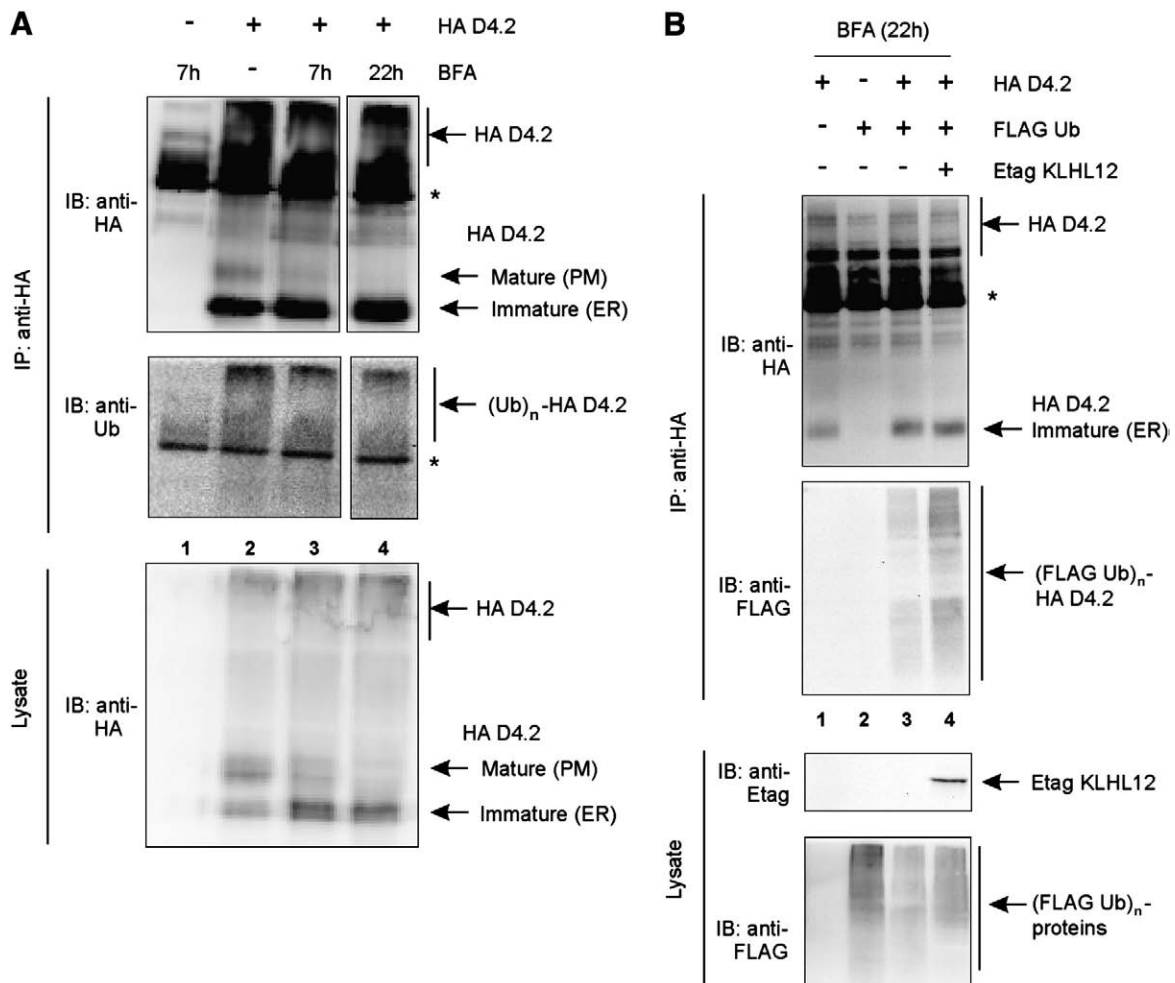 A
- + + + HA D4.2
7h - 7h 22h BFA
IP: anti-HA
IB: anti-
HA
HA D4.2
*
HA D4.2
Mature (PM)
Immature (ER)
IB: anti-
Ub
(Ub)n-HA D4.2
*
1 2 3 4
Lysate
IB: anti-
HA
HA D4.2
HA D4.2
Mature (PM)
Immature (ER)
B
BFA (22h)
+ - + + HA D4.2
- + + + FLAG Ub
- - - + Etag KLHL12
IP: anti-HA
IB: anti-
HA
HA D4.2
*
HA D4.2
Immature (ER)
IB: anti-
FLAG
(FLAG Ub)n-
HA D4.2
1 2 3 4
Lysate
IB: anti-
Etag
Etag KLHL12
IB: anti-
FLAG
(FLAG Ub)n-
proteins